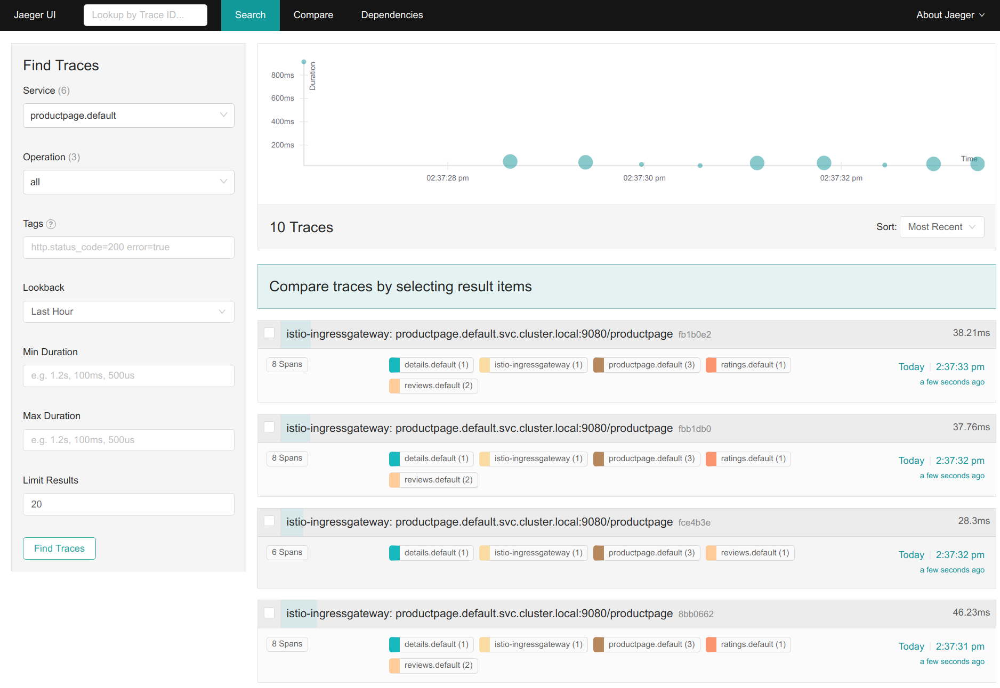 Jaeger UI
Lookup by Trace ID...
Search
Compare
Dependencies
About Jaeger
Find Traces
Service (6)
productpage.default
Operation (3)
all
Tags ?
http.status_code=200 error=true
Lookback
Last Hour
Min Duration
e.g. 1.2s, 100ms, 500us
Max Duration
e.g. 1.2s, 100ms, 500us
Limit Results
20
Find Traces
Duration
800ms
600ms
400ms
200ms
Time
02:37:28 pm
02:37:30 pm
02:37:32 pm
10 Traces
Sort: Most Recent
Compare traces by selecting result items
istio-ingressgateway: productpage.default.svc.cluster.local:9080/productpage fb1b0e2
38.21ms
8 Spans
details.default (1)
istio-ingressgateway (1)
productpage.default (3)
ratings.default (1)
reviews.default (2)
Today | 2:37:33 pm
a few seconds ago
istio-ingressgateway: productpage.default.svc.cluster.local:9080/productpage fbb1db0
37.76ms
8 Spans
details.default (1)
istio-ingressgateway (1)
productpage.default (3)
ratings.default (1)
reviews.default (2)
Today | 2:37:32 pm
a few seconds ago
istio-ingressgateway: productpage.default.svc.cluster.local:9080/productpage fce4b3e
28.3ms
6 Spans
details.default (1)
istio-ingressgateway (1)
productpage.default (3)
reviews.default (1)
Today | 2:37:32 pm
a few seconds ago
istio-ingressgateway: productpage.default.svc.cluster.local:9080/productpage 8bb0662
46.23ms
8 Spans
details.default (1)
istio-ingressgateway (1)
productpage.default (3)
ratings.default (1)
reviews.default (2)
Today | 2:37:31 pm
a few seconds ago